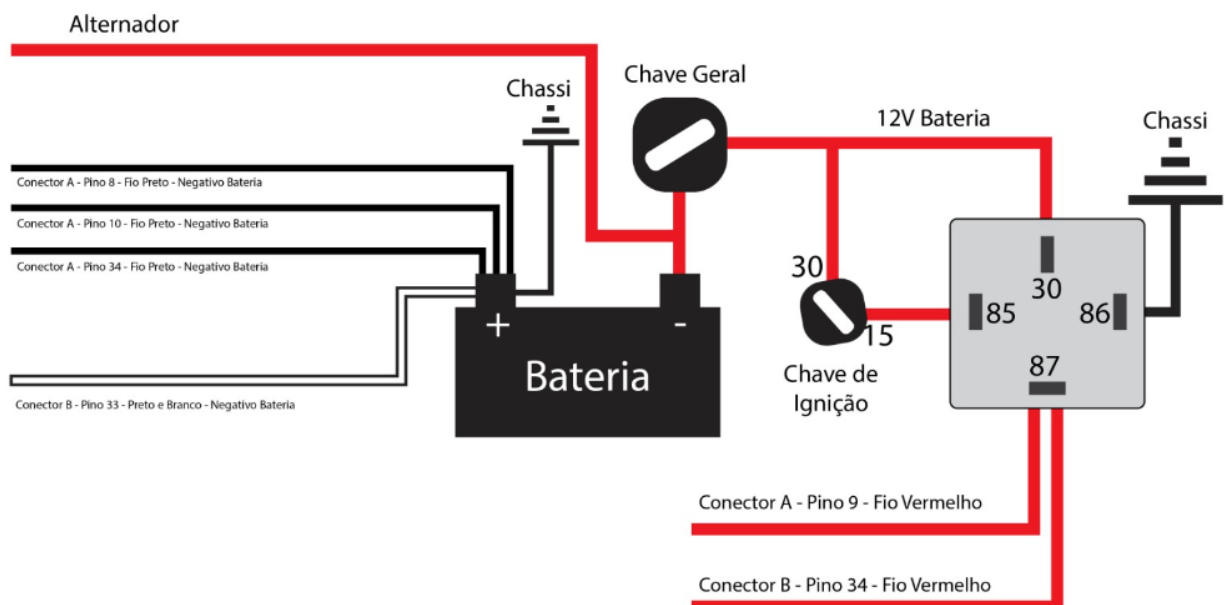 Alternador
Chave Geral
Chassi
12V Bateria
Chassi
Conector A - Pino 8 - Fio Preto - Negativo Bateria
Conector A - Pino 10 - Fio Preto - Negativo Bateria
Conector A - Pino 34 - Fio Preto - Negativo Bateria
30
30
85
86
15
+
-
87
Bateria
Chave de
Ignição
Conector B - Pino 33 - Preto e Branco - Negativo Bateria
Conector A - Pino 9 - Fio Vermelho
Conector B - Pino 34 - Fio Vermelho